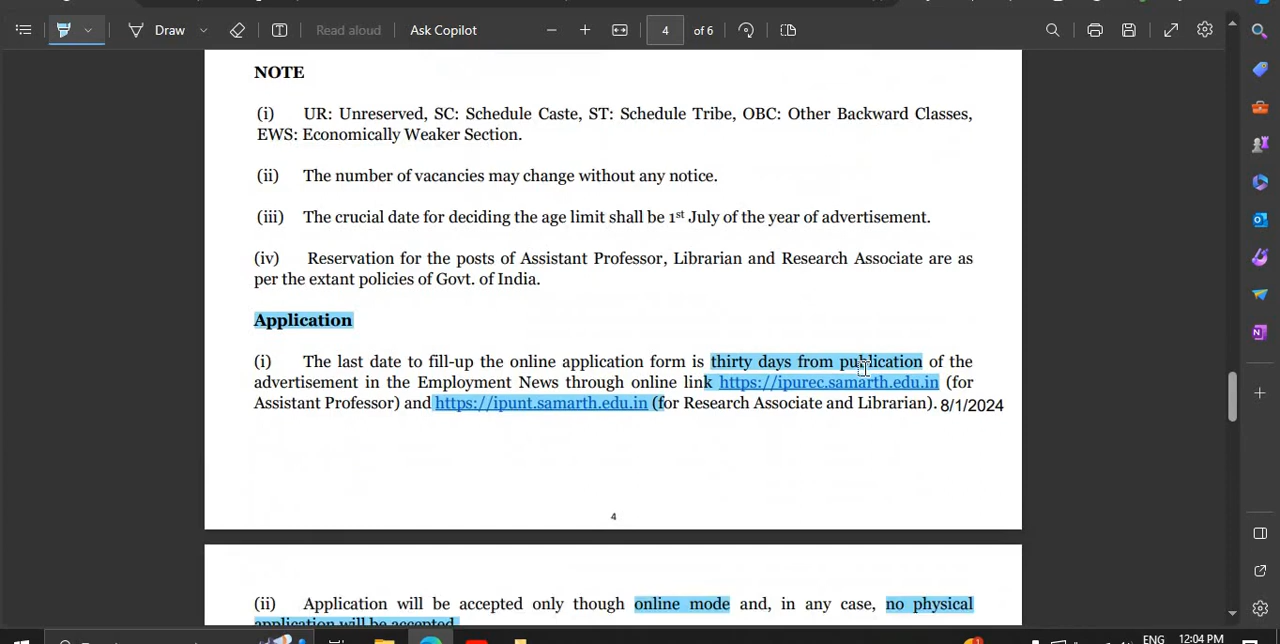 Draw
Read aloud
Ask Copilot
4
of 6
NOTE
(i) UR: Unreserved, SC: Schedule Caste, ST: Schedule Tribe, OBC: Other Backward Classes,
EWS: Economically Weaker Section.
(ii) The number of vacancies may change without any notice.
(iii) The crucial date for deciding the age limit shall be 1st July of the year of advertisement.
(iv) Reservation for the posts of Assistant Professor, Librarian and Research Associate are as
per the extant policies of Govt. of India.
Application
(i) The last date to fill-up the online application form is thirty days from publication of the
advertisement in the Employment News through online link https://ipurec.samarth.edu.in (for
Assistant Professor) and https://ipunt.samarth.edu.in (for Research Associate and Librarian). 8/1/2024
4
(ii) Application will be accepted only though online mode and, in any case, no physical
application will be accepted.
ENG 12:04 PM